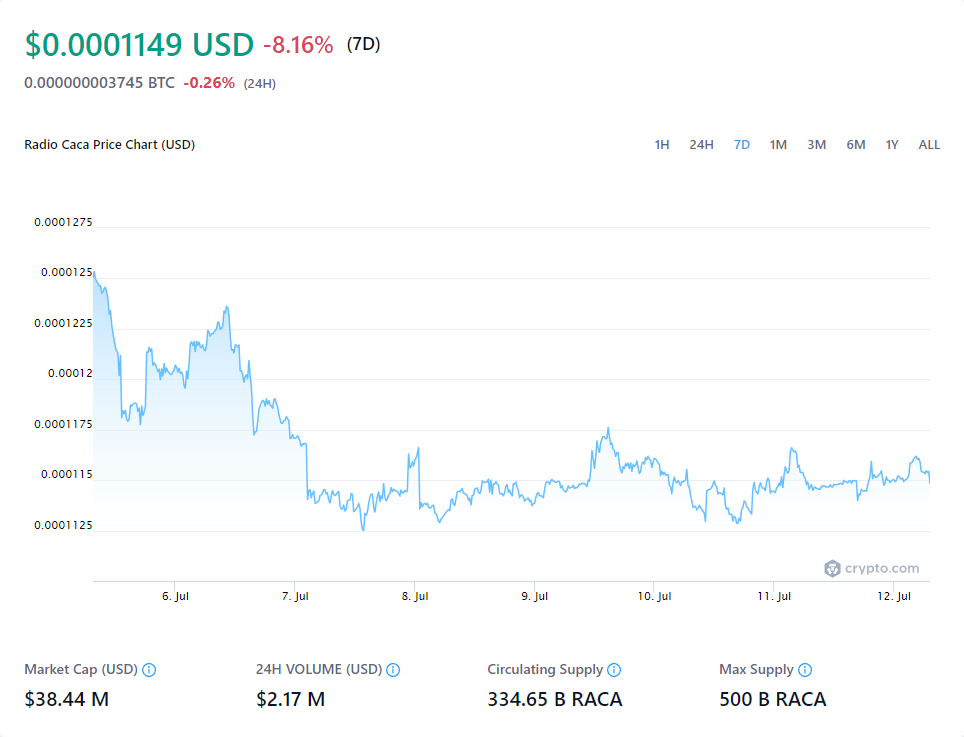 $0.0001149 USD -8.16% (7D)
0.000000003745 BTC -0.26% (24H)
Radio Caca Price Chart (USD) 1H 24H 7D 1M 3M 6M 1Y ALL
0.0001275
0.000125
0.0001225
0.00012
0.0001175
0.000115
0.0001125
crypto.com
6. Jul 7. Jul 8. Jul 9. Jul 10. Jul 11. Jul 12. Jul
Market Cap (USD) 24H VOLUME (USD) Circulating Supply Max Supply
$38.44 M $2.17 M 334.65 B RACA 500 B RACA